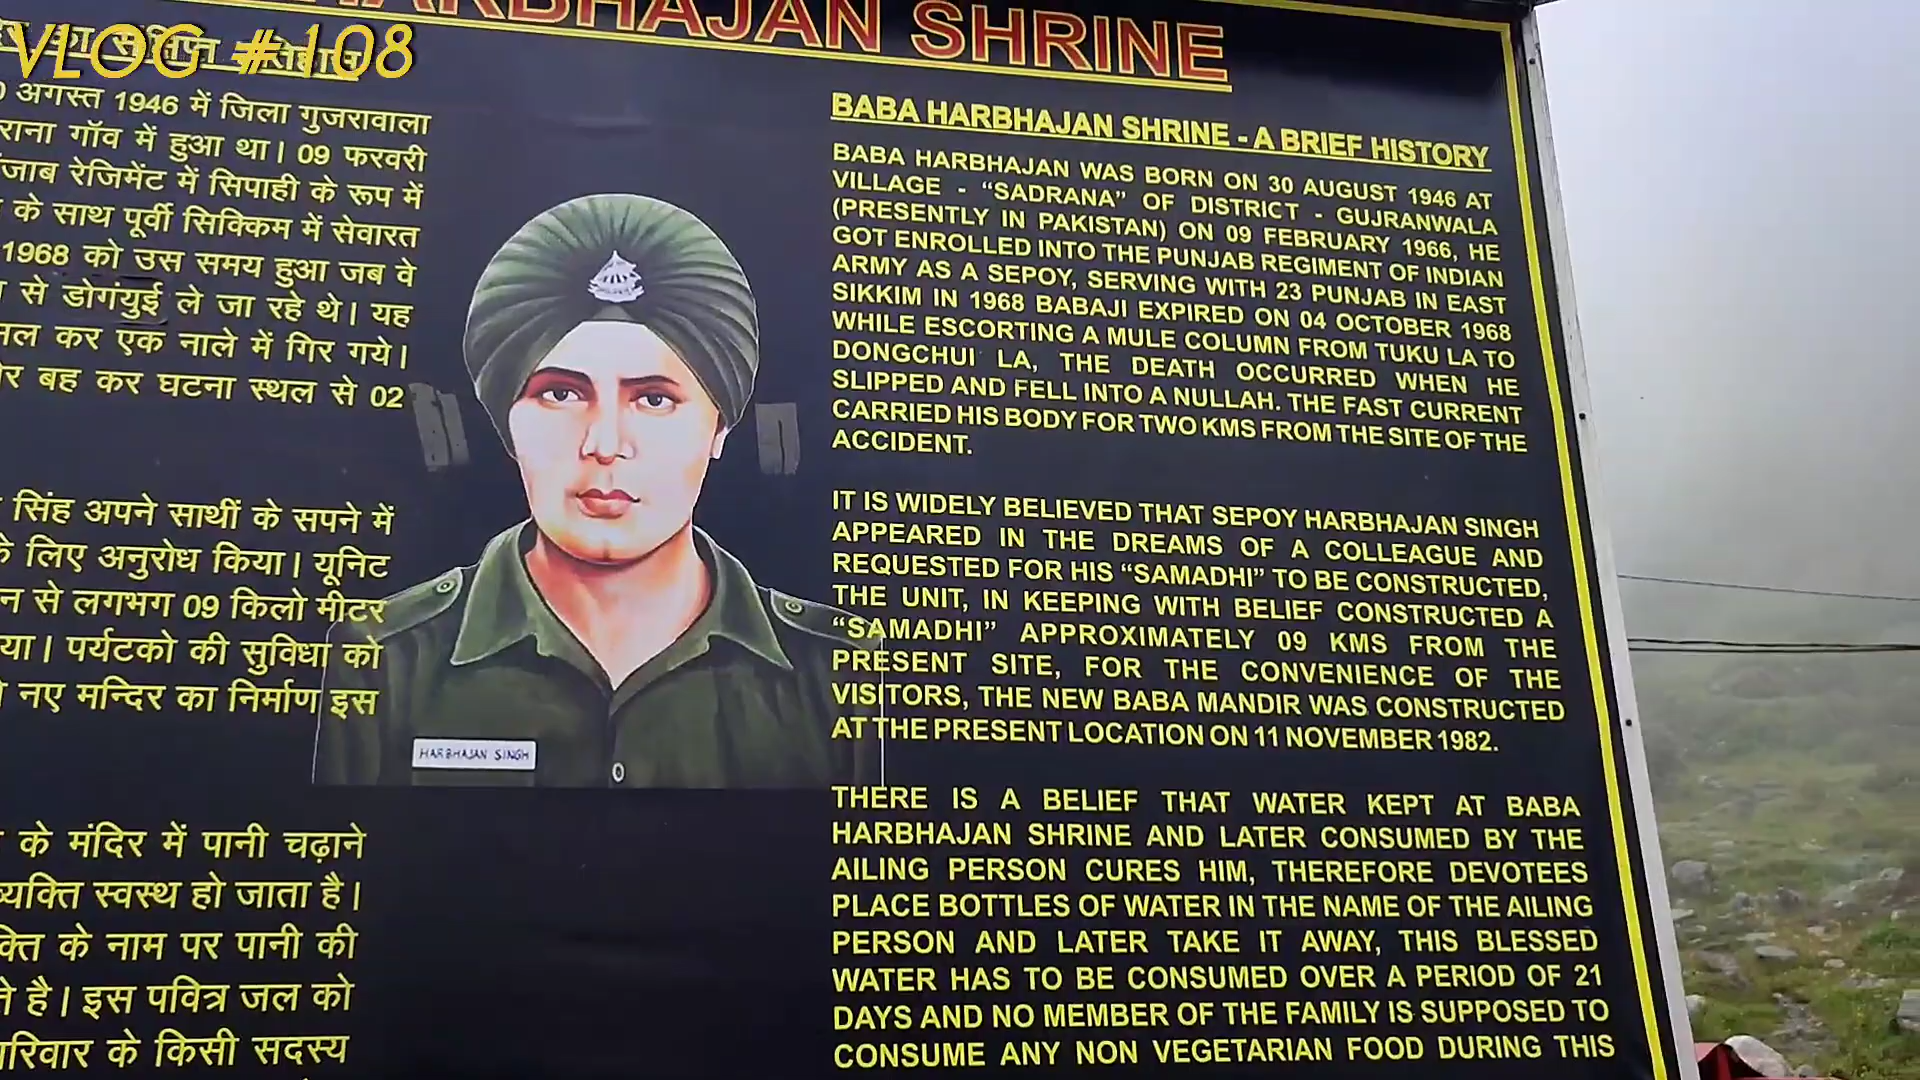 VLOG #108
HARBHAJAN SHRINE
का संक्षिप्त इतिहास
अगस्त 1946 में जिला गुजरावाला
गॉव में हुआ था। 09 फरवरी
रेजिमेंट में सिपाही के रूप में
के साथ पूर्वी सिक्किम में सेवारत
1968 को उस समय हुआ जब वे
से डोगंयुई ले जा रहे थे। यह
कर एक नाले में गिर गये।
बह कर घटना स्थल से 02
सिंह अपने सार्थी के सपने में
लिए अनुरोध किया। यूनिट
से लगभग 09 किलो मीटर
पर्यटको की सुविधा को
नए मन्दिर का निर्माण इस
के मंदिर में पानी चढ़ाने
स्वस्थ हो जाता है।
के नाम पर पानी की
है। इस पवित्र जल को
के किसी सदस्य
HARBHAJAN SINGH
BABA HARBHAJAN SHRINE - A BRIEF HISTORY
BABA HARBHAJAN WAS BORN ON 30 AUGUST 1946 AT
VILLAGE - “SADRANA” OF DISTRICT - GUJRANWALA
(PRESENTLY IN PAKISTAN) ON 09 FEBRUARY 1966, HE
GOT ENROLLED INTO THE PUNJAB REGIMENT OF INDIAN
ARMY AS A SEPOY, SERVING WITH 23 PUNJAB IN EAST
SIKKIM IN 1968 BABAJI EXPIRED ON 04 OCTOBER 1968
WHILE ESCORTING A MULE COLUMN FROM TUKU LA TO
DONGCHUI LA, THE DEATH OCCURRED WHEN HE
SLIPPED AND FELL INTO A NULLAH. THE FAST CURRENT
CARRIED HIS BODY FOR TWO KMS FROM THE SITE OF THE
ACCIDENT.
IT IS WIDELY BELIEVED THAT SEPOY HARBHAJAN SINGH
APPEARED IN THE DREAMS OF A COLLEAGUE AND
REQUESTED FOR HIS “SAMADHI” TO BE CONSTRUCTED,
THE UNIT, IN KEEPING WITH BELIEF CONSTRUCTED A
“SAMADHI” APPROXIMATELY 09 KMS FROM THE
PRESENT SITE, FOR THE CONVENIENCE OF THE
VISITORS, THE NEW BABA MANDIR WAS CONSTRUCTED
AT THE PRESENT LOCATION ON 11 NOVEMBER 1982.
THERE IS A BELIEF THAT WATER KEPT AT BABA
HARBHAJAN SHRINE AND LATER CONSUMED BY THE
AILING PERSON CURES HIM, THEREFORE DEVOTEES
PLACE BOTTLES OF WATER IN THE NAME OF THE AILING
PERSON AND LATER TAKE IT AWAY, THIS BLESSED
WATER HAS TO BE CONSUMED OVER A PERIOD OF 21
DAYS AND NO MEMBER OF THE FAMILY IS SUPPOSED TO
CONSUME ANY NON VEGETARIAN FOOD DURING THIS